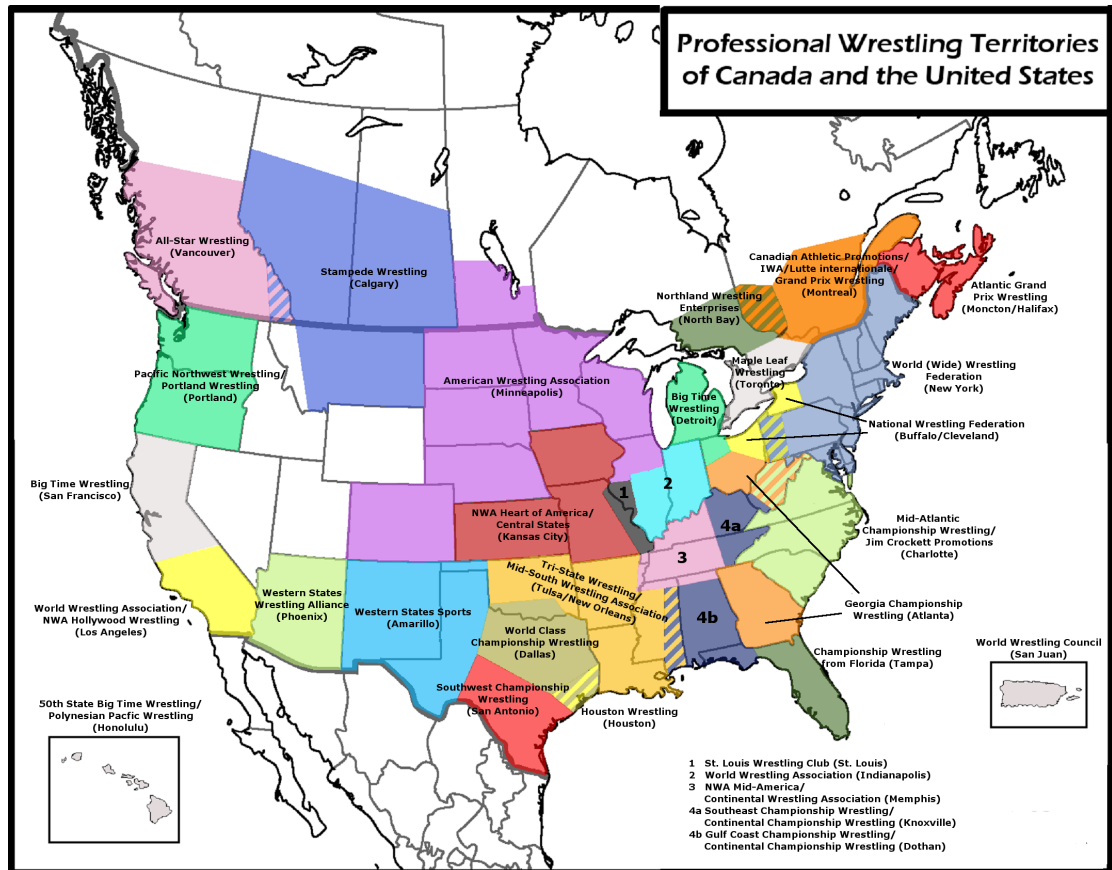 Professional Wrestling Territories
of Canada and the United States
All-Star Wrestling
(Vancouver)
Stampede Wrestling
(Calgary)
Canadian Athletic Promotions/
IWA/Lutte internationale/
Grand Prix Wrestling
(Montreal)
Northland Wrestling
Enterprises
(North Bay)
Atlantic Grand
Prix Wrestling
(Moncton/Halifax)
Pacific Northwest Wrestling/
Portland Wrestling
(Portland)
American Wrestling Association
(Minneapolis)
Maple Leaf
Wrestling
(Toronto)
World (Wide) Wrestling
Federation
(New York)
Big Time
Wrestling
(Detroit)
National Wrestling Federation
(Buffalo/Cleveland)
Big Time Wrestling
(San Francisco)
1
2
NWA Heart of America/
Central States
(Kansas City)
4a
3
Mid-Atlantic
Championship Wrestling/
Jim Crockett Promotions
(Charlotte)
Tri-State Wrestling/
Mid-South Wrestling Association
(Tulsa/New Orleans)
World Wrestling Association/
NWA Hollywood Wrestling
(Los Angeles)
Western States
Wrestling Alliance
(Phoenix)
Western States Sports
(Amarillo)
4b
Georgia Championship
Wrestling (Atlanta)
World Class
Championship Wrestling
(Dallas)
Championship Wrestling
from Florida (Tampa)
World Wrestling Council
(San Juan)
Southwest Championship
Wrestling
(San Antonio)
Houston Wrestling
(Houston)
50th State Big Time Wrestling/
Polynesian Pacfic Wrestling
(Honolulu)
1 St. Louis Wrestling Club (St. Louis)
2 World Wrestling Association (Indianapolis)
3 NWA Mid-America/
Continental Wrestling Association (Memphis)
4a Southeast Championship Wrestling/
Continental Championship Wrestling (Knoxville)
4b Gulf Coast Championship Wrestling/
Continental Championship Wrestling (Dothan)